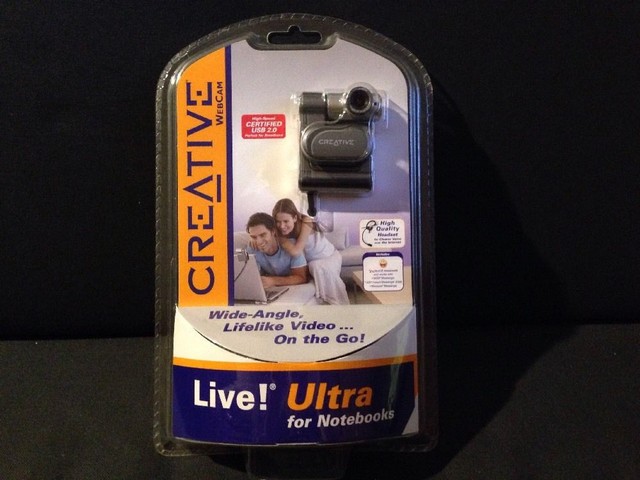 CREATIVE
WEBCAM
High-Speed
CERTIFIED
USB 2.0
CREATIVE
High
Quality
Headset
Includes
Wide-Angle,
Lifelike Video ...
On the Go!
Live!® Ultra
for Notebooks